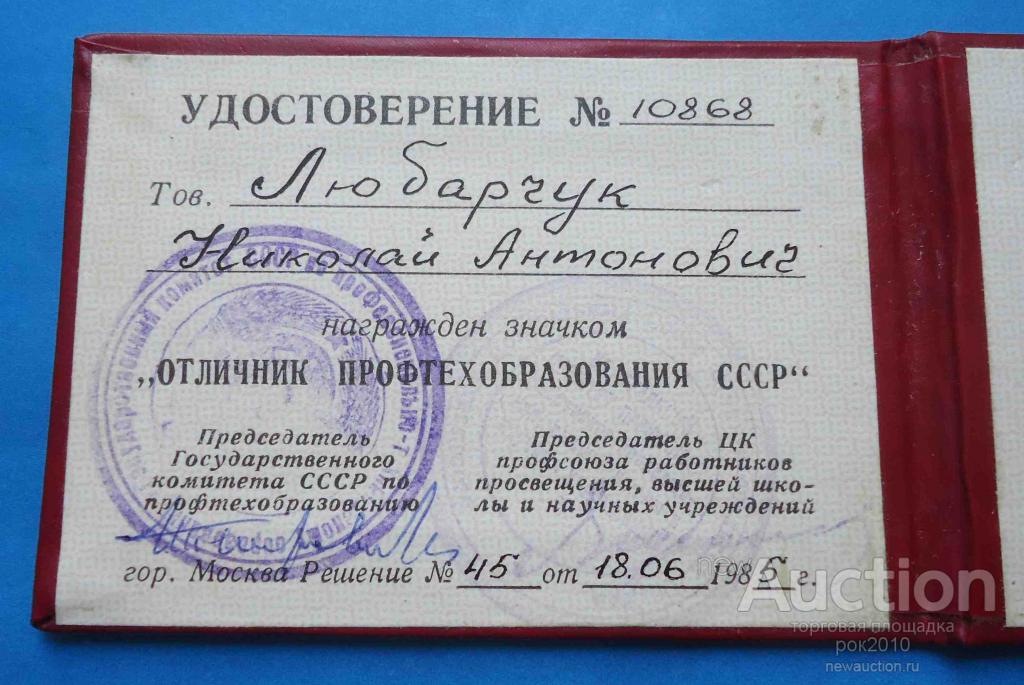 УДОСТОВЕРЕНИЕ № 10868
Тов. Любарчук
Николай Антонович
награжден значком
„ОТЛИЧНИК ПРОФТЕХОБРАЗОВАНИЯ СССР“
Председатель
Государственного
комитета СССР по
профтехобразованию
Председатель ЦК
профсоюза работников
просвещения, высшей шко-
лы и научных учреждений
гор. Москва Решение № 45 от 18.06 1985 г.
newAuction
торговая площадка
рок2010
newauction.ru